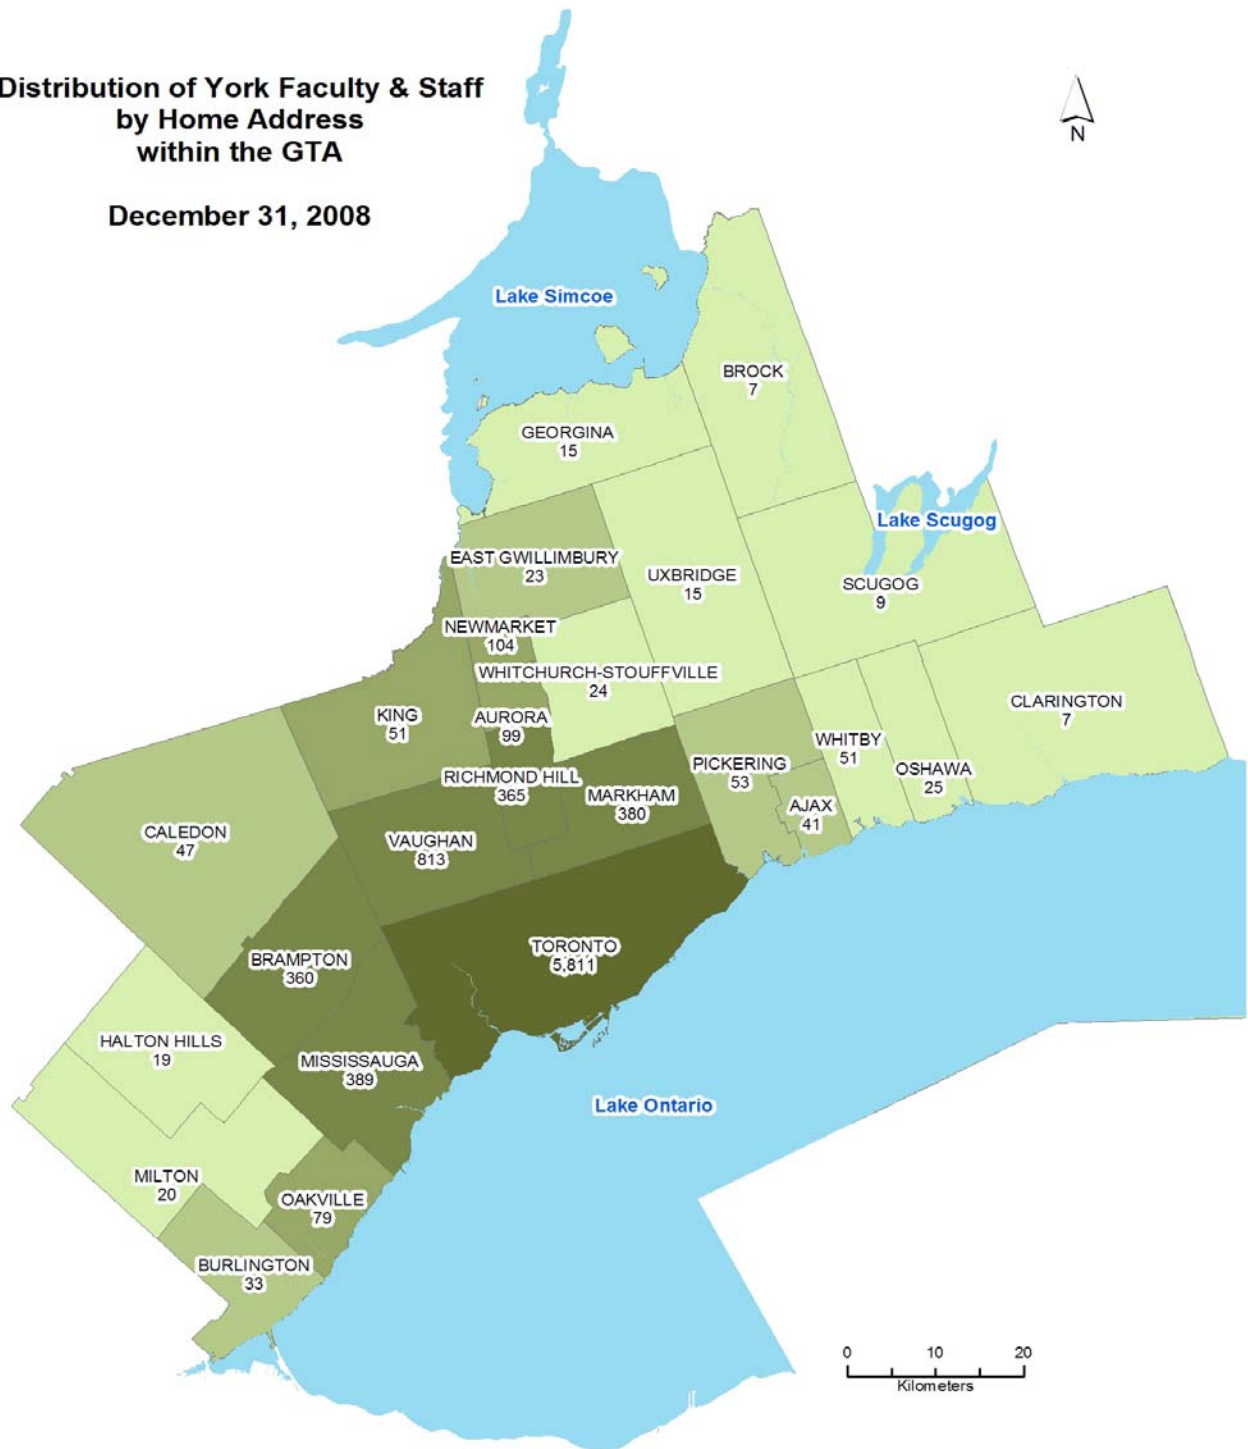 Distribution of York Faculty & Staff
by Home Address
within the GTA
December 31, 2008
N
Lake Simcoe
BROCK
7
GEORGINA
15
Lake Scugog
EAST GWILLIMBURY
23
UXBRIDGE
15
SCUGOG
9
NEWMARKET
104
WHITCHURCH-STOUFFVILLE
24
KING
51
AURORA
99
CLARINGTON
7
WHITBY
51
PICKERING
53
OSHAWA
25
RICHMOND HILL
365
MARKHAM
380
AJAX
41
CALEDON
47
VAUGHAN
813
TORONTO
5,811
BRAMPTON
360
HALTON HILLS
19
MISSISSAUGA
389
Lake Ontario
MILTON
20
OAKVILLE
79
BURLINGTON
33
0 10 20
Kilometers